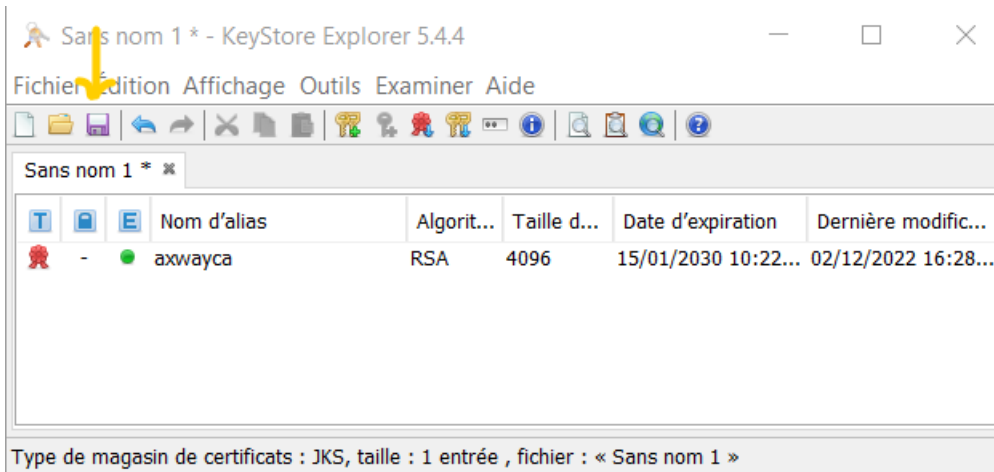 Sans nom 1 * - KeyStore Explorer 5.4.4
Fichier Édition Affichage Outils Examiner Aide
Sans nom 1 *
T E Nom d’alias Algorit... Taille d... Date d’expiration Dernière modific...
- axwayca RSA 4096 15/01/2030 10:22... 02/12/2022 16:28...
Type de magasin de certificats : JKS, taille : 1 entrée , fichier : « Sans nom 1 »